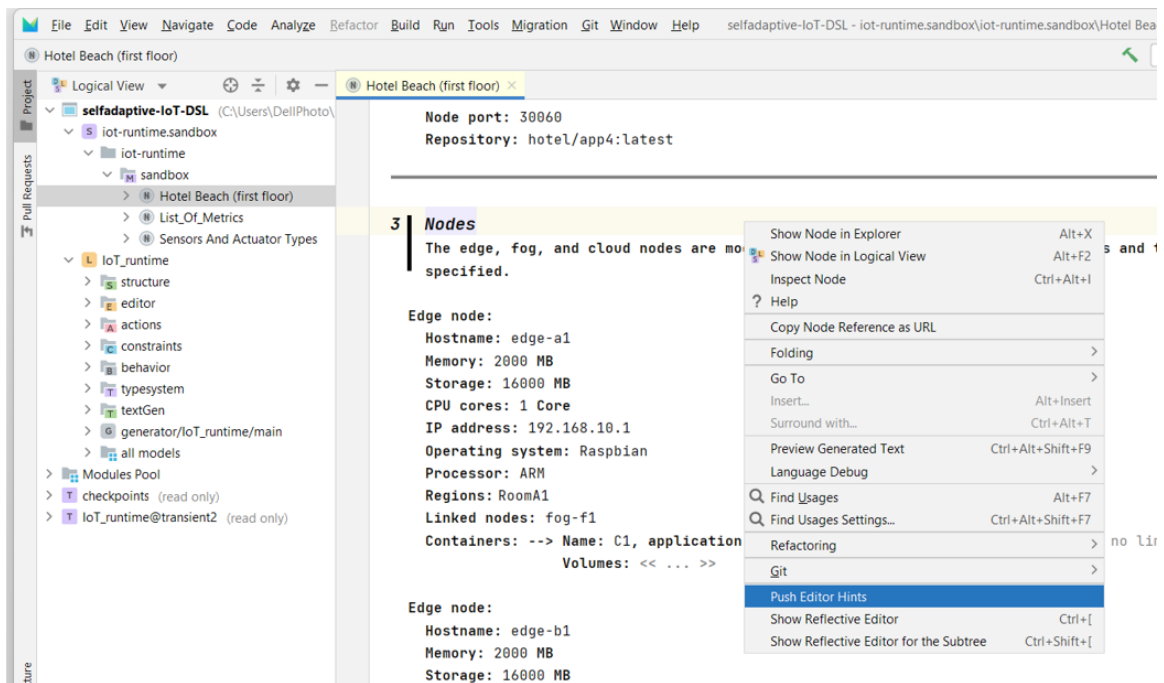 File Edit View Navigate Code Analyze Refactor Build Run Tools Migration Git Window Help selfadaptive-IoT-DSL - iot-runtime.sandbox\iot-runtime.sandbox\Hotel Bea
Hotel Beach (first floor)
Project
Pull Requests
Logical View
selfadaptive-IoT-DSL (C:\Users\DellPhoto\
iot-runtime.sandbox
iot-runtime
sandbox
Hotel Beach (first floor)
List_Of_Metrics
Sensors And Actuator Types
IoT_runtime
structure
editor
actions
constraints
behavior
typesystem
textGen
generator/IoT_runtime/main
all models
Modules Pool
checkpoints (read only)
IoT_runtime@transient2 (read only)
ture
Hotel Beach (first floor)
Node port: 30060
Repository: hotel/app4:latest
3 Nodes
The edge, fog, and cloud nodes are mo s and t
specified.
Edge node:
Hostname: edge-a1
Memory: 2000 MB
Storage: 16000 MB
CPU cores: 1 Core
IP address: 192.168.10.1
Operating system: Raspbian
Processor: ARM
Regions: RoomA1
Linked nodes: fog-f1
Containers: --> Name: C1, application no lin
Volumes: << ... >>
Edge node:
Hostname: edge-b1
Memory: 2000 MB
Storage: 16000 MB
Show Node in Explorer Alt+X
Show Node in Logical View Alt+F2
Inspect Node Ctrl+Alt+I
? Help
Copy Node Reference as URL
Folding
Go To
Insert... Alt+Insert
Surround with... Ctrl+Alt+T
Preview Generated Text Ctrl+Alt+Shift+F9
Language Debug
Find Usages Alt+F7
Find Usages Settings... Ctrl+Alt+Shift+F7
Refactoring
Git
Push Editor Hints
Show Reflective Editor Ctrl+[
Show Reflective Editor for the Subtree Ctrl+Shift+[